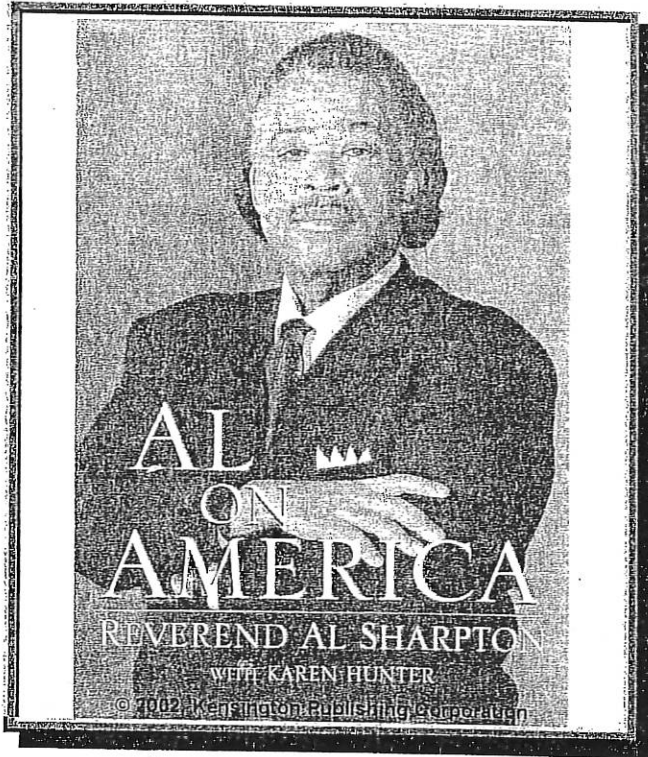 AL
ON
AMERICA
REVEREND AL SHARPTON
WITH KAREN HUNTER
© 2002, Kensington Publishing Corporation